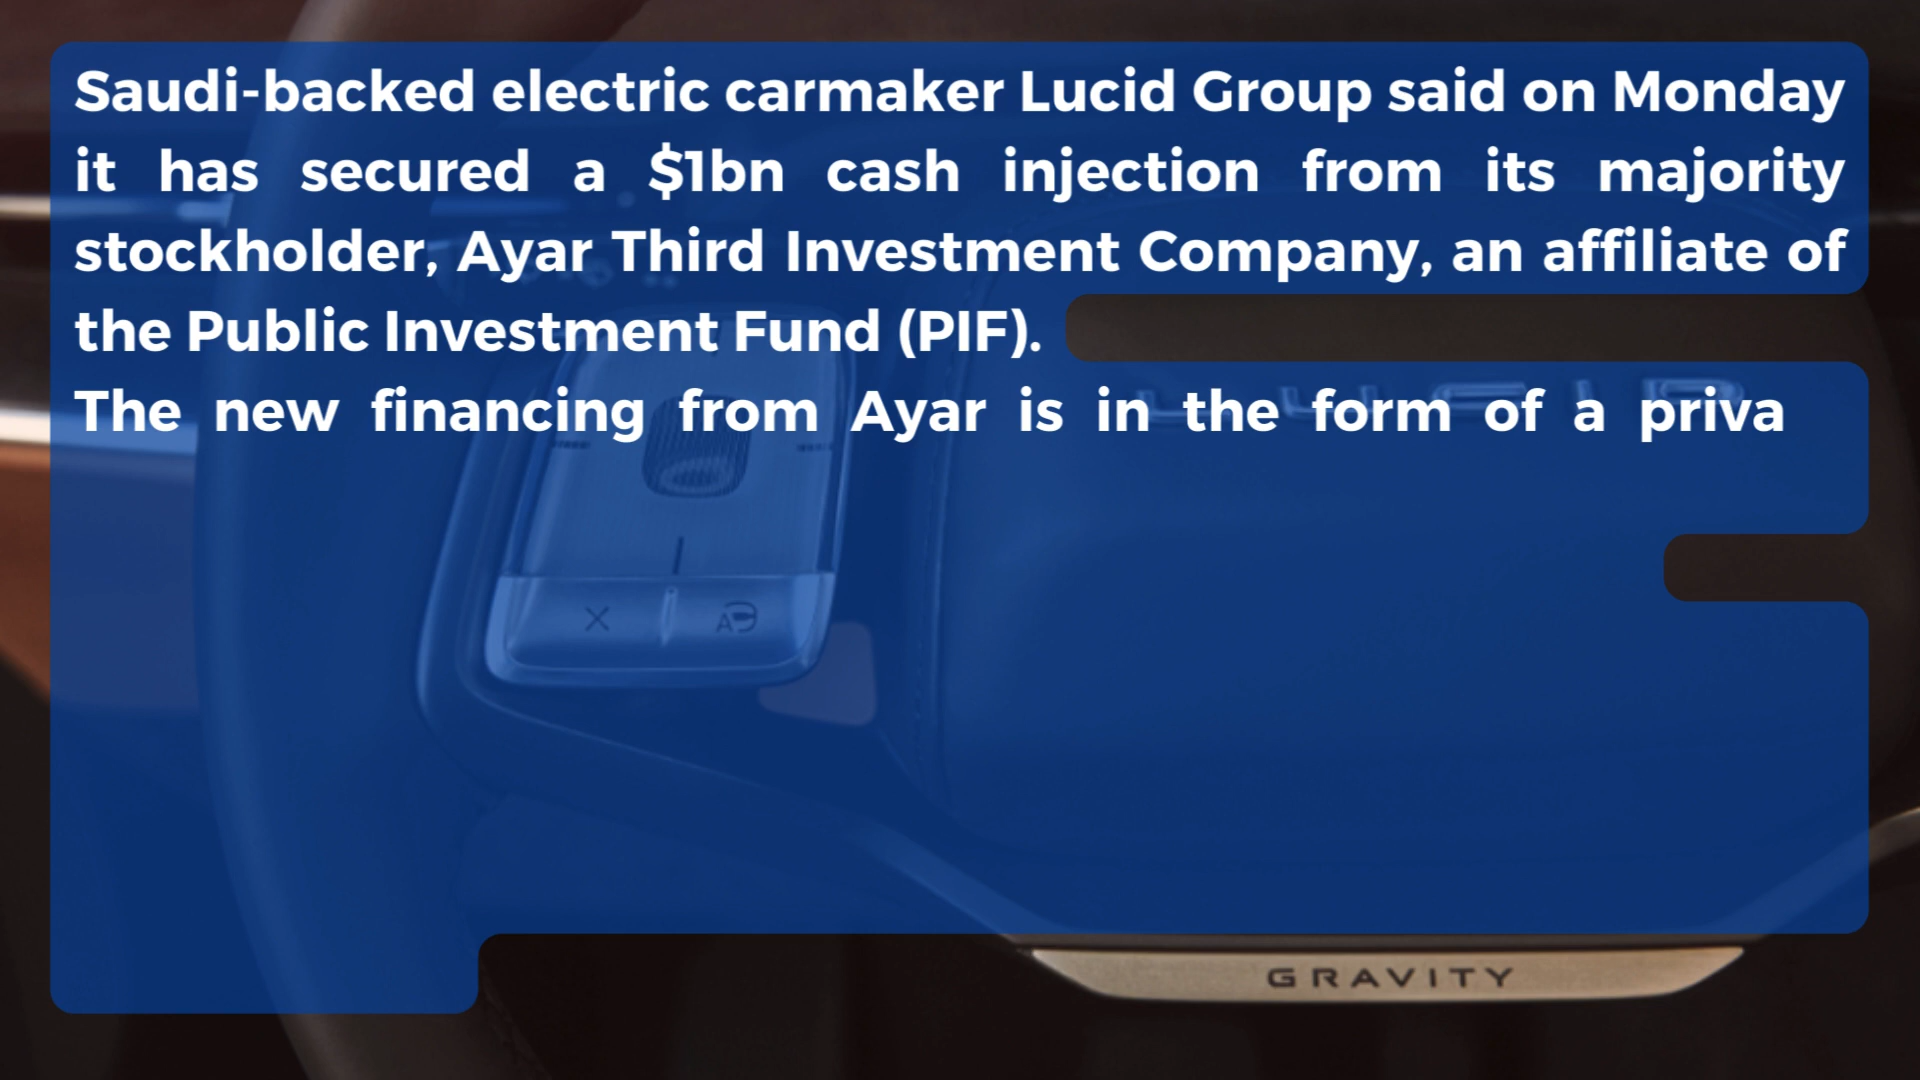 Saudi-backed electric carmaker Lucid Group said on Monday
it has secured a $1bn cash injection from its majority
stockholder, Ayar Third Investment Company, an affiliate of
the Public Investment Fund (PIF).
The new financing from Ayar is in the form of a priva
LUCID
GRAVITY